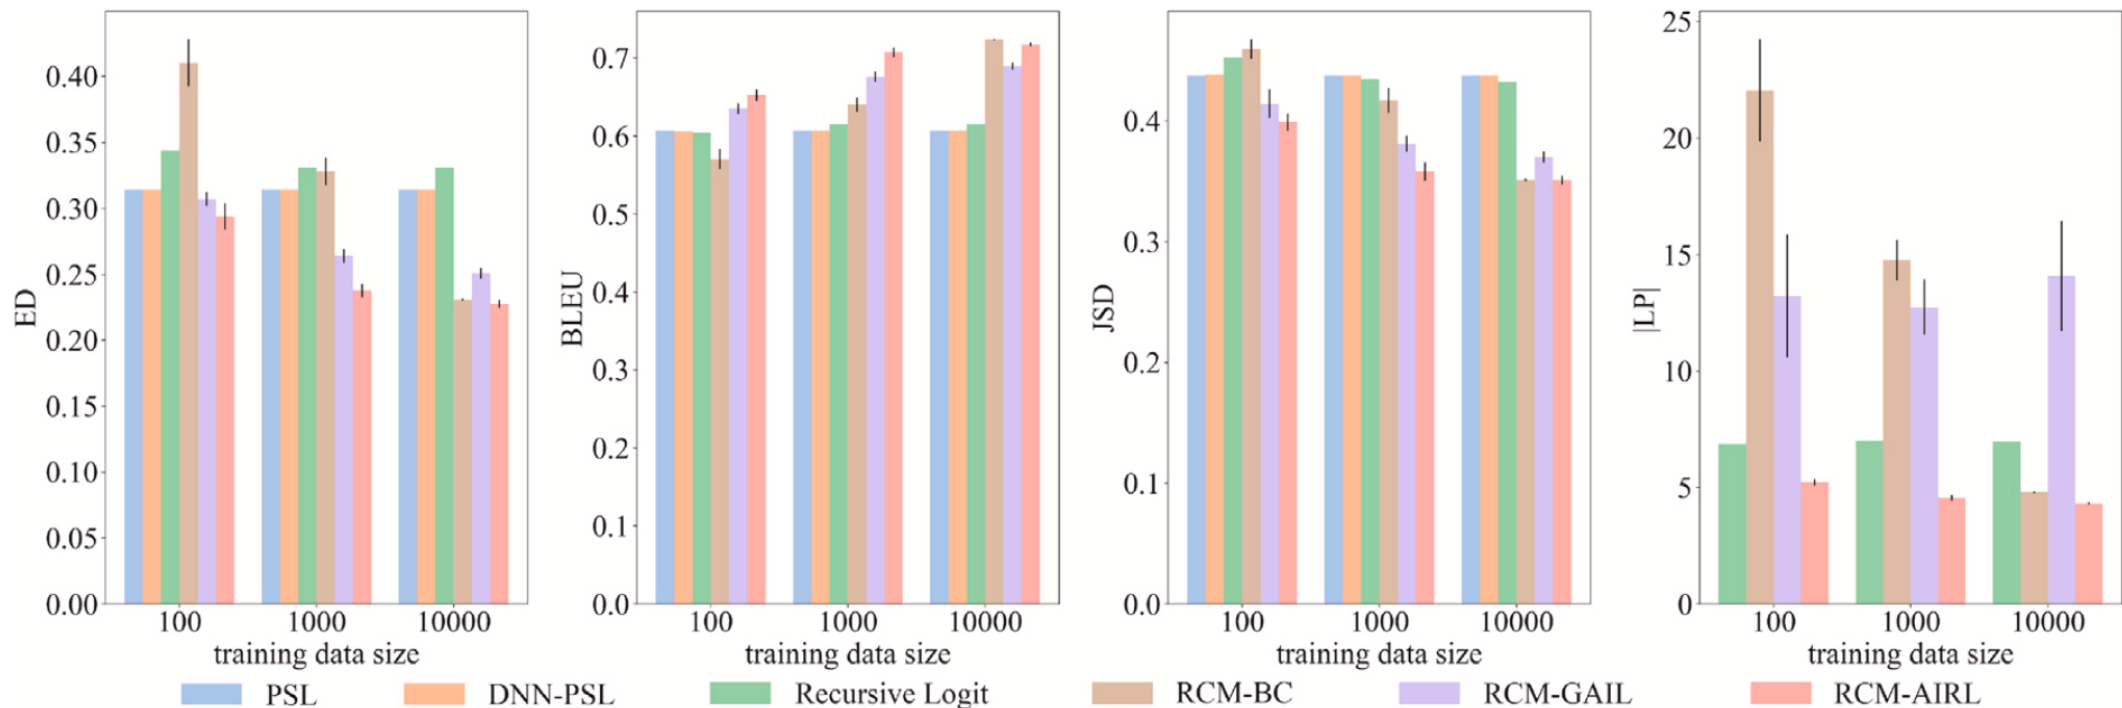 ED
0.40
0.35
0.30
0.25
0.20
0.15
0.10
0.05
0.00
100 1000 10000
training data size
BLEU
0.7
0.6
0.5
0.4
0.3
0.2
0.1
0.0
100 1000 10000
training data size
JSD
0.4
0.3
0.2
0.1
0.0
100 1000 10000
training data size
|LP|
25
20
15
10
5
0
100 1000 10000
training data size
PSL DNN-PSL Recursive Logit RCM-BC RCM-GAIL RCM-AIRL